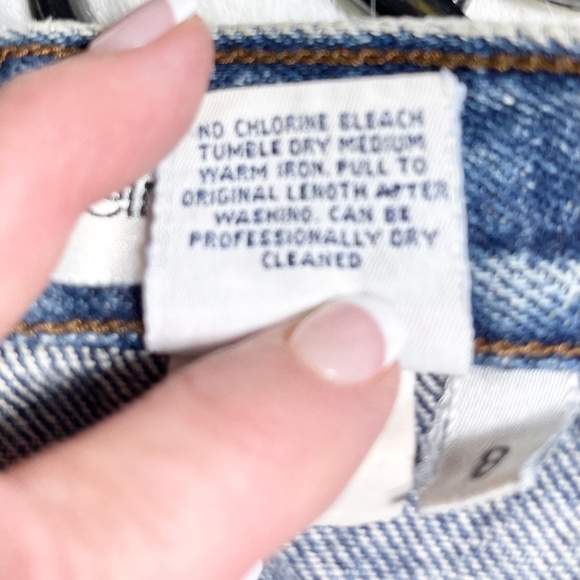 NO CHLORINE BLEACH
TUMBLE DRY MEDIUM
WARM IRON. PULL TO
ORIGINAL LENGTH AFTER
WASHING. CAN BE
PROFESSIONALLY DRY
CLEANED
8